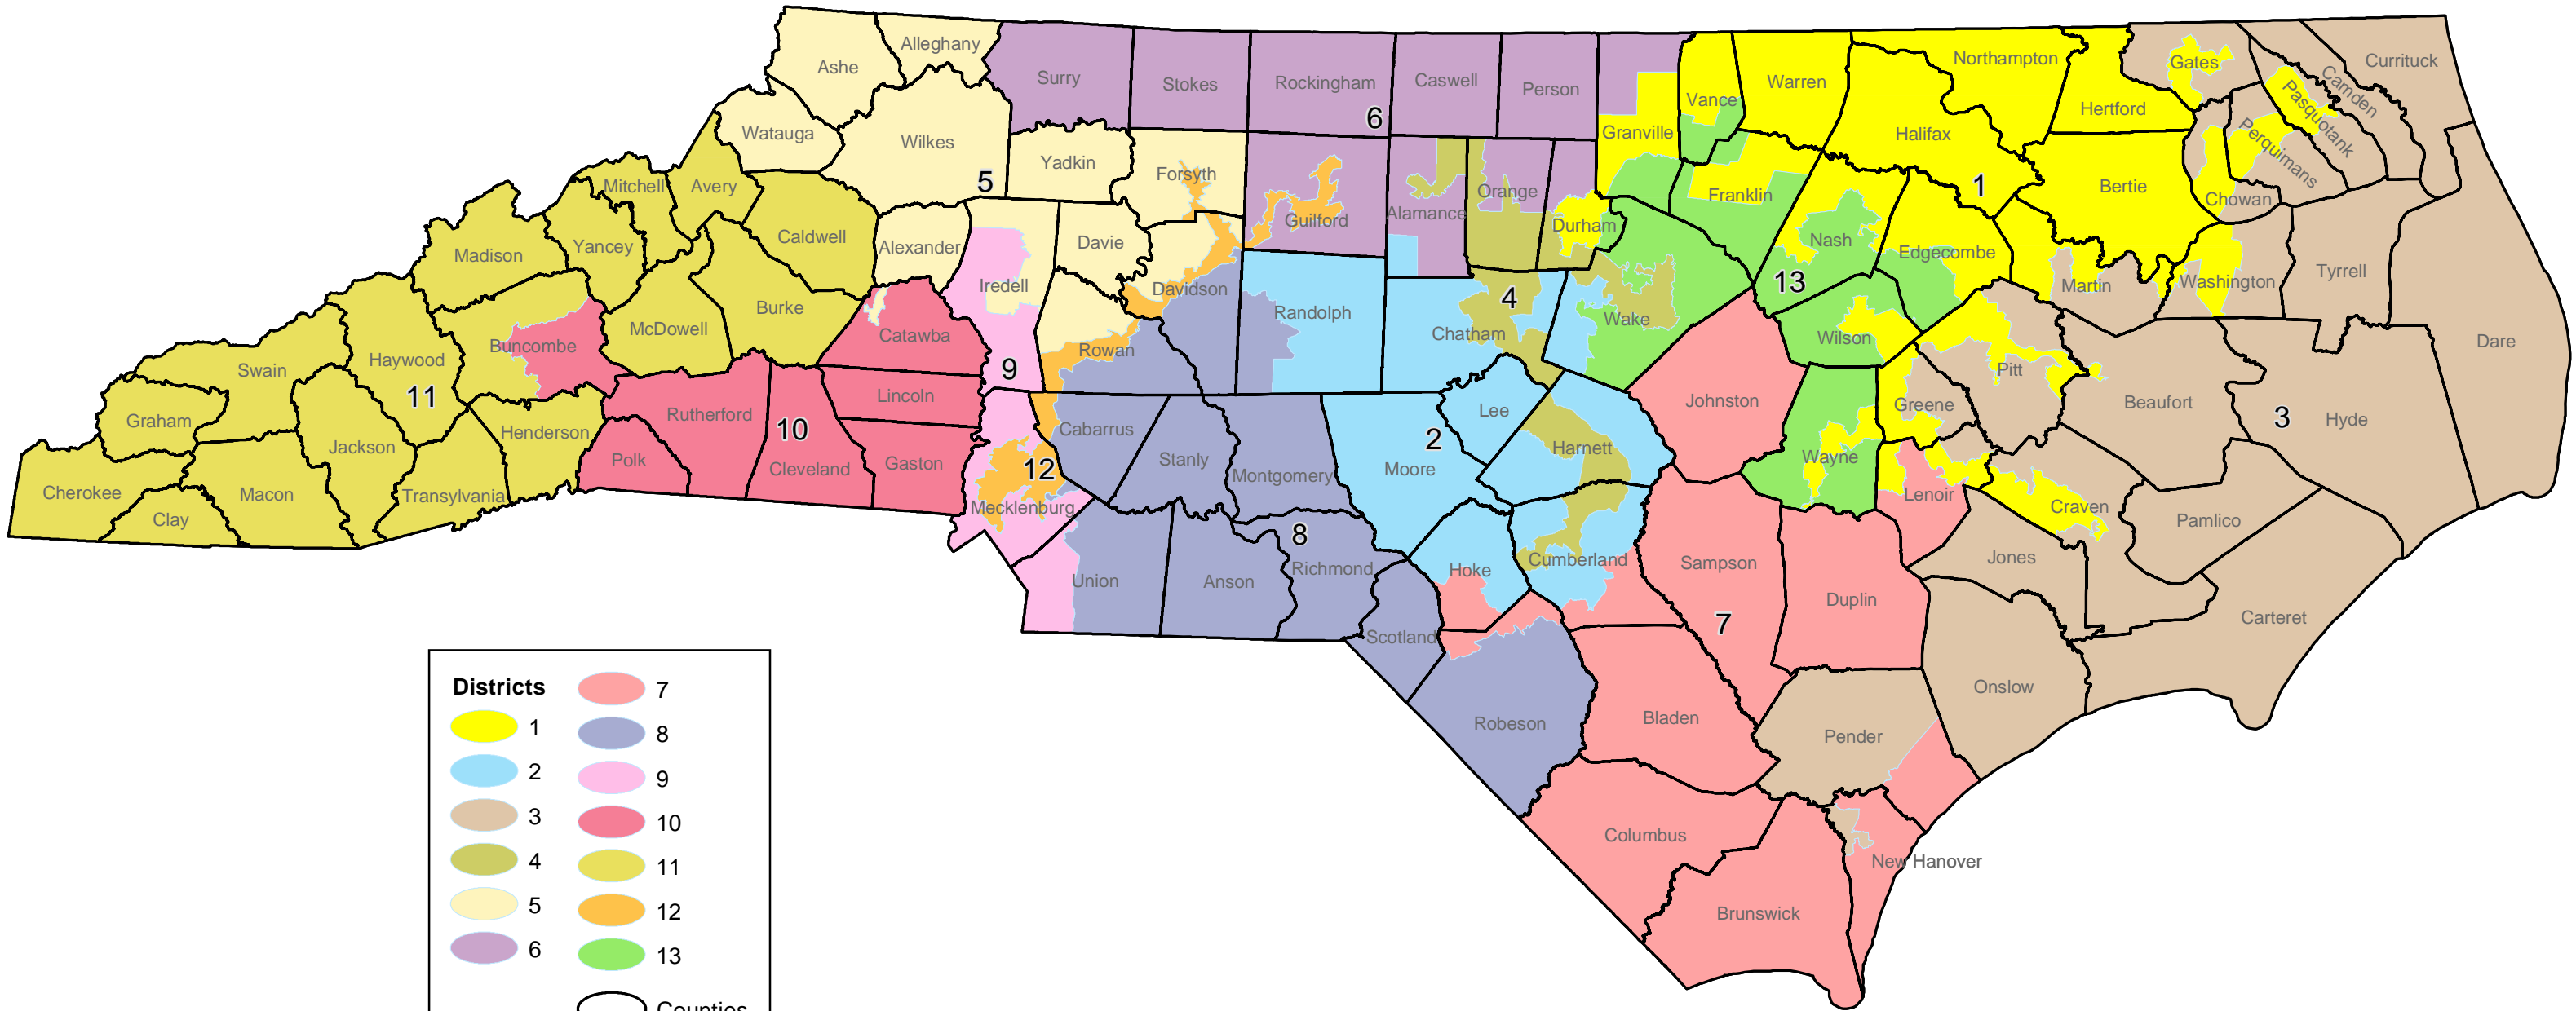 Ashe
Alleghany
Surry
Stokes
Rockingham
Caswell
Person
Granville
Vance
Warren
Northampton
Hertford
Gates
Pasquotank
Camden
Currituck
Perquimans
Halifax
6
Watauga
Wilkes
Yadkin
Forsyth
Guilford
Alamance
Orange
Durham
Franklin
1
Bertie
Chowan
Mitchell
Avery
5
Caldwell
Alexander
Davie
Madison
Yancey
Iredell
Davidson
Randolph
4
Chatham
Wake
13
Nash
Edgecombe
Martin
Washington
Tyrrell
Dare
Burke
McDowell
Buncombe
Haywood
Swain
Catawba
Rowan
9
Wilson
Pitt
Beaufort
Hyde
3
Greene
Johnston
11
Graham
Rutherford
10
Lincoln
Cabarrus
Lee
2
Harnett
Jackson
Henderson
Polk
Cleveland
Gaston
12
Stanly
Montgomery
Moore
Wayne
Lenoir
Cherokee
Macon
Transylvania
Clay
Mecklenburg
8
Craven
Pamlico
Union
Anson
Richmond
Hoke
Cumberland
Sampson
Jones
Duplin
7
Carteret
Scotland
Onslow
Robeson
Bladen
Pender
Columbus
New Hanover
Brunswick
Districts
1
2
3
4
5
6
7
8
9
10
11
12
13
Counties